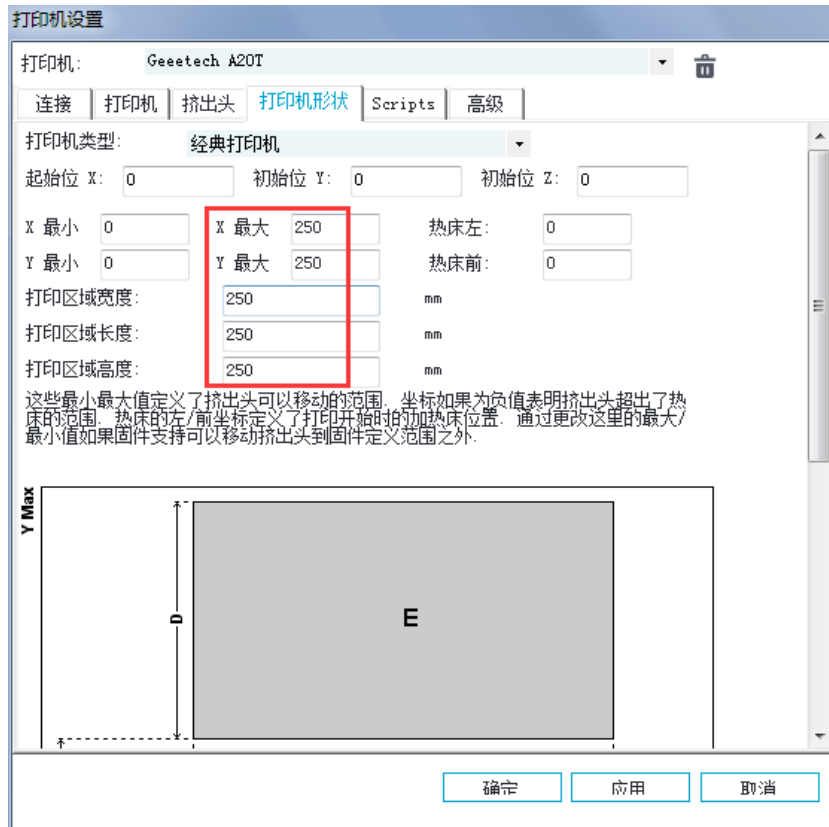 打印机设置
打印机: Geeetech A20T
连接 打印机 挤出头 打印机形状 Scripts 高级
打印机类型: 经典打印机
起始位 X: 0 初始位 Y: 0 初始位 Z: 0
X 最小 0 X 最大 250 热床左: 0
Y 最小 0 Y 最大 250 热床前: 0
打印区域宽度: 250 mm
打印区域长度: 250 mm
打印区域高度: 250 mm
这些最小最大值定义了挤出头可以移动的范围. 坐标如果为负值表明挤出头超出了热
床的范围. 热床的左/前坐标定义了打印开始时的加热床位置. 通过更改这里的最大/
最小值如果固件支持可以移动挤出头到固件定义范围之外.
Y Max
D
E
确定 应用 取消